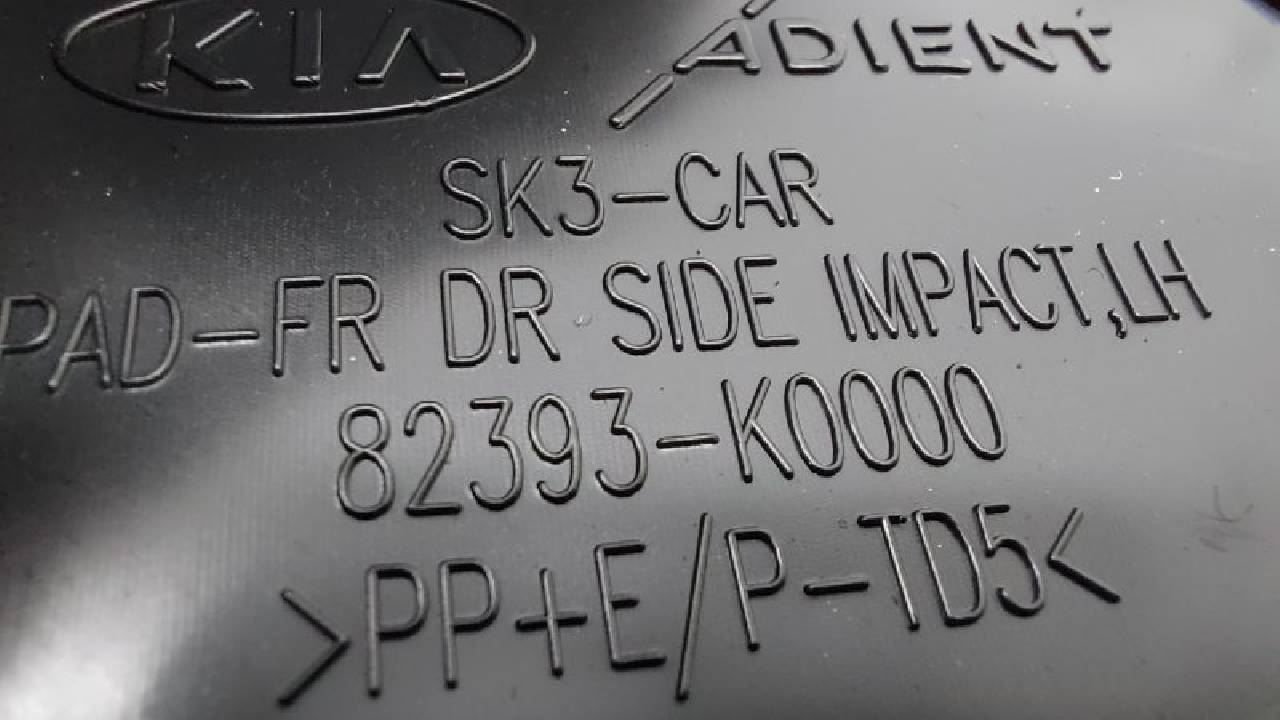 KIA ADIENT
SK3-CAR
PAD-FR DR SIDE IMPACT,LH
82393-K0000
>PP+E/P-TD5<